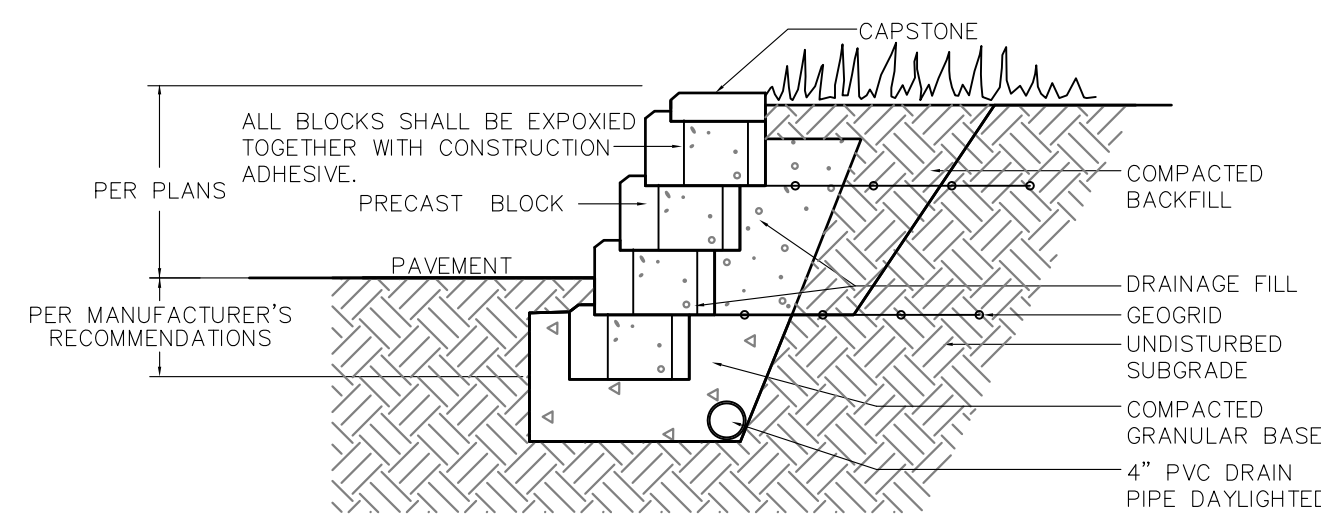 CAPSTONE
ALL BLOCKS SHALL BE EXPOXIED
TOGETHER WITH CONSTRUCTION
ADHESIVE.
PER PLANS
PRECAST BLOCK
COMPACTED
BACKFILL
PAVEMENT
DRAINAGE FILL
PER MANUFACTURER'S
RECOMMENDATIONS
GEOGRID
UNDISTURBED
SUBGRADE
COMPACTED
GRANULAR BASE
4" PVC DRAIN
PIPE DAYLIGHTED